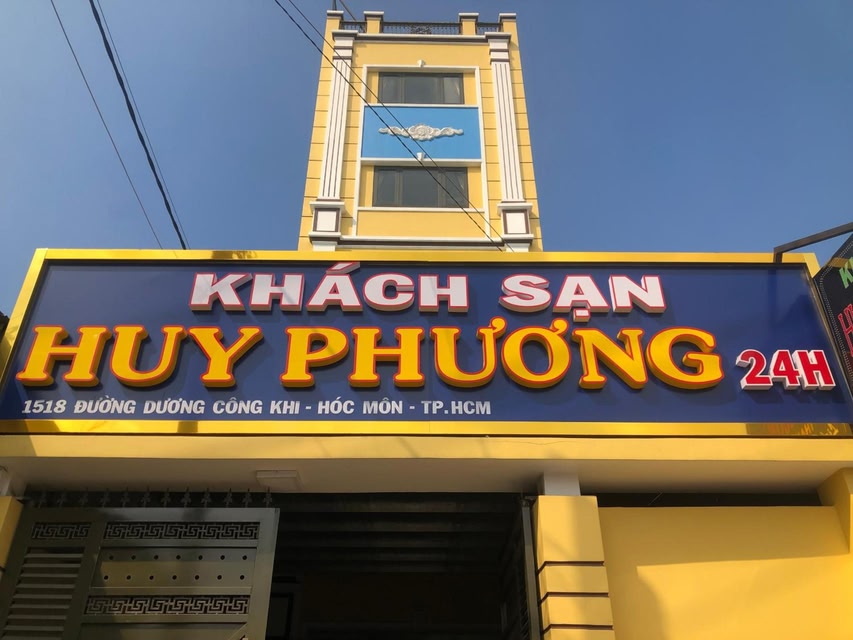 KHÁCH SẠN
HUY PHƯƠNG 24H
1518 ĐƯỜNG DƯƠNG CÔNG KHI - HÓC MÔN - TP.HCM